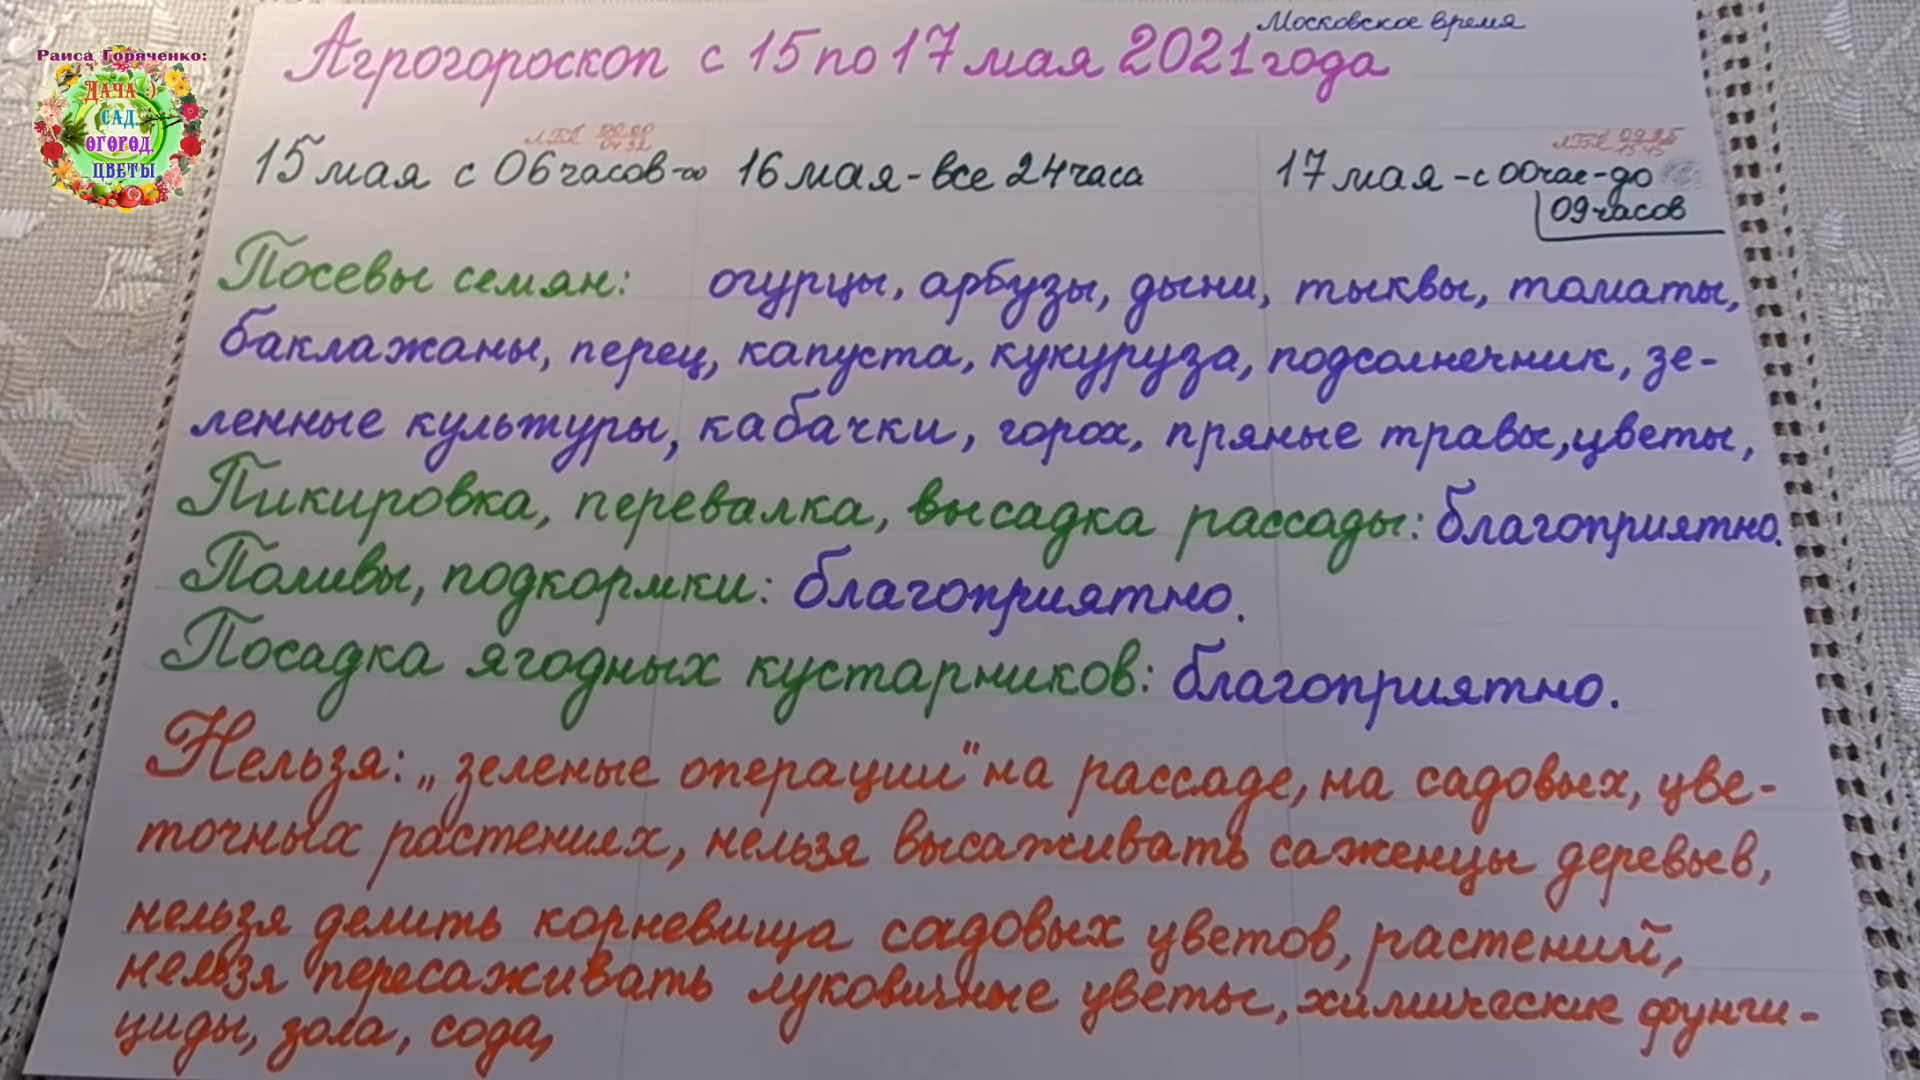 Московское время
Агрогороскоп с 15 по 17 мая 2021 года
Раиса Горяченко:
ДАЧА :)
САД.
ОГОРОД.
ЦВЕТЫ
15 мая с 06 часов-∞ 16 мая - все 24 часа 17 мая - с 00 час - до
09 часов
Посевы семян: огурцы, арбузы, дыни, тыквы, томаты,
баклажаны, перец, капуста, кукуруза, подсолнечник, зе-
ленные культуры, кабачки, горох, пряные травы, цветы,
Пикировка, перевалка, высадка рассады: благоприятно.
Поливы, подкормки: благоприятно.
Посадка ягодных кустарников: благоприятно.
Нельзя: „зеленые операции" на рассаде, на садовых, цве-
точных растениях, нельзя высаживать саженцы деревьев,
нельзя делить корневища садовых цветов, растений,
нельзя пересаживать луковичные цветы, химические фунги-
циды, зола, сода,